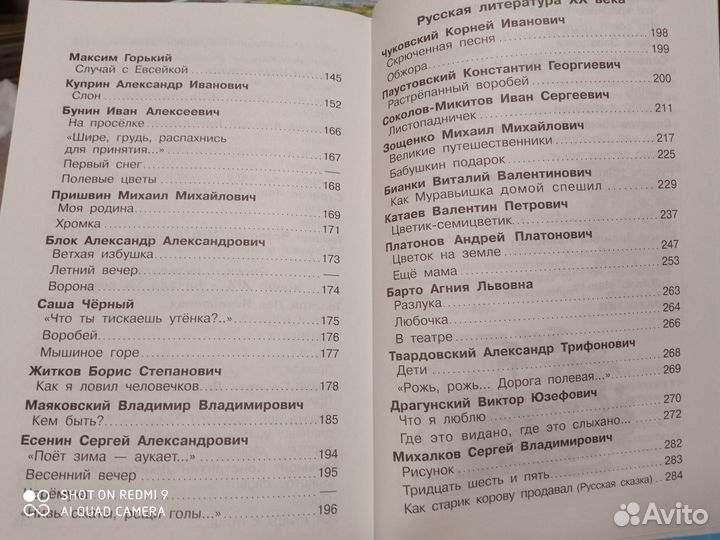 Максим Горький
Случай с Евсейкой 145
Куприн Александр Иванович
Слон 152
Бунин Иван Алексеевич
На просёлке 166
«Шире, грудь, распахнись
для принятия...» 167
Первый снег —
Полевые цветы 168
Пришвин Михаил Михайлович
Моя родина 169
Хромка 171
Блок Александр Александрович
Ветхая избушка 173
Летний вечер —
Ворона 174
Саша Чёрный
«Что ты тискаешь утёнка?..» 175
Воробей 176
Мышиное горе 177
Житков Борис Степанович
Как я ловил человечков 178
Маяковский Владимир Владимирович
Кем быть? 185
Есенин Сергей Александрович
«Поёт зима — аукает...» 194
Весенний вечер 195
—
голы...» 196
SHOT ON REDMI 9
AI QUAD CAMERA
Русская литература XX века
Чуковский Корней Иванович
Скрюченная песня 198
Обжора 199
Паустовский Константин Георгиевич
Растрёпанный воробей 200
Соколов-Микитов Иван Сергеевич
Листопадничек 211
Зощенко Михаил Михайлович
Великие путешественники 217
Бабушкин подарок 225
Бианки Виталий Валентинович
Как Муравьишка домой спешил 229
Катаев Валентин Петрович
Цветик-семицветик 237
Платонов Андрей Платонович
Цветок на земле 247
Ещё мама 253
Барто Агния Львовна
Разлука 263
Любочка 264
В театре 266
Твардовский Александр Трифонович
Дети 268
«Рожь, рожь... Дорога полевая...» 269
Драгунский Виктор Юзефович
Что я люблю 270
Где это видано, где это слыхано... 272
Михалков Сергей Владимирович
Рисунок 282
Тридцать шесть и пять 283
Как старик корову продавал (Русская сказка) 284
Avito